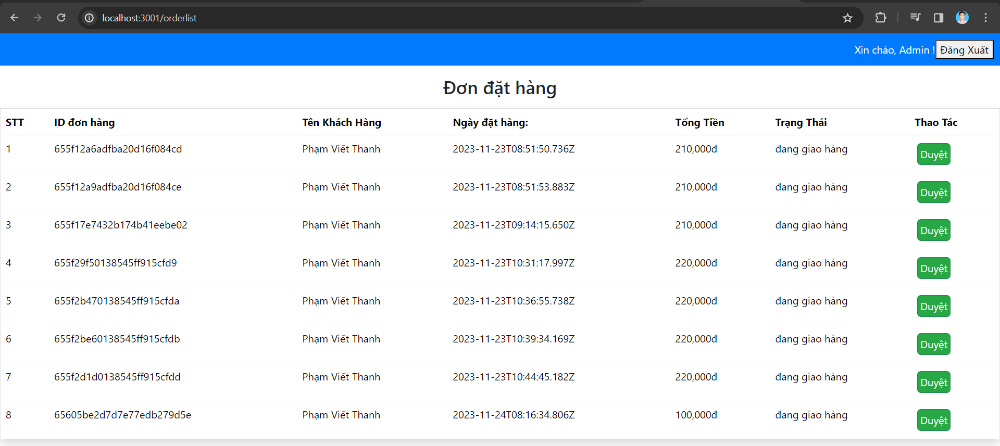 localhost:3001/orderlist
Xin chào, Admin ! Đăng Xuất
Đơn đặt hàng
STT ID đơn hàng Tên Khách Hàng Ngày đặt hàng: Tổng Tiền Trạng Thái Thao Tác
1 655f12a6adfba20d16f084cd Phạm Viết Thanh 2023-11-23T08:51:50.736Z 210,000đ đang giao hàng Duyệt
2 655f12a9adfba20d16f084ce Phạm Viết Thanh 2023-11-23T08:51:53.883Z 210,000đ đang giao hàng Duyệt
3 655f17e7432b174b41eebe02 Phạm Viết Thanh 2023-11-23T09:14:15.650Z 210,000đ đang giao hàng Duyệt
4 655f29f50138545ff915cfd9 Phạm Viết Thanh 2023-11-23T10:31:17.997Z 220,000đ đang giao hàng Duyệt
5 655f2b470138545ff915cfda Phạm Viết Thanh 2023-11-23T10:36:55.738Z 220,000đ đang giao hàng Duyệt
6 655f2be60138545ff915cfdb Phạm Viết Thanh 2023-11-23T10:39:34.169Z 220,000đ đang giao hàng Duyệt
7 655f2d1d0138545ff915cfdd Phạm Viết Thanh 2023-11-23T10:44:45.182Z 220,000đ đang giao hàng Duyệt
8 65605be2d7d7e77edb279d5e Phạm Viết Thanh 2023-11-24T08:16:34.806Z 100,000đ đang giao hàng Duyệt